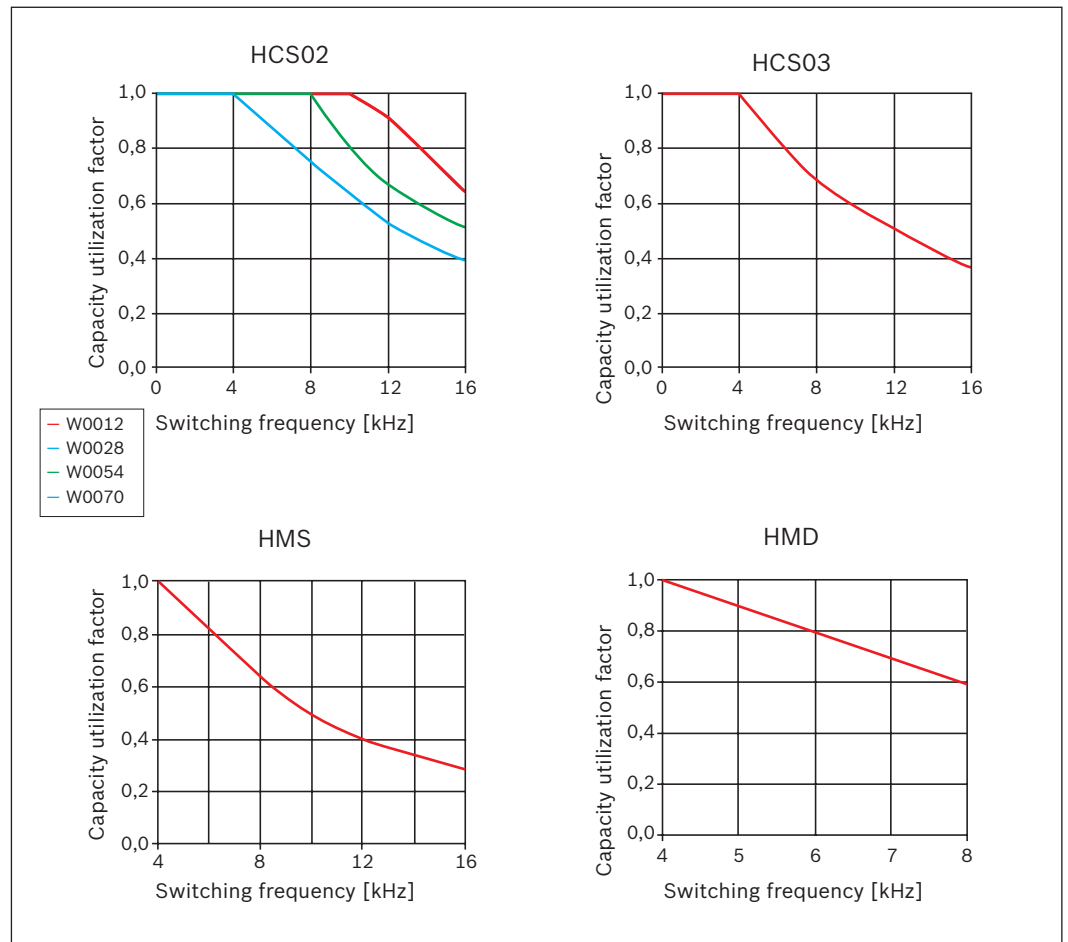 HCS02
Capacity utilization factor
1,0
0,8
0,6
0,4
0,2
0,0
0 4 8 12 16
Switching frequency [kHz]
W0012
W0028
W0054
W0070
HCS03
Capacity utilization factor
1,0
0,8
0,6
0,4
0,2
0,0
0 4 8 12 16
Switching frequency [kHz]
HMS
Capacity utilization factor
1,0
0,8
0,6
0,4
0,2
0,0
4 8 12 16
Switching frequency [kHz]
HMD
Capacity utilization factor
1,0
0,8
0,6
0,4
0,2
0,0
4 5 6 7 8
Switching frequency [kHz]